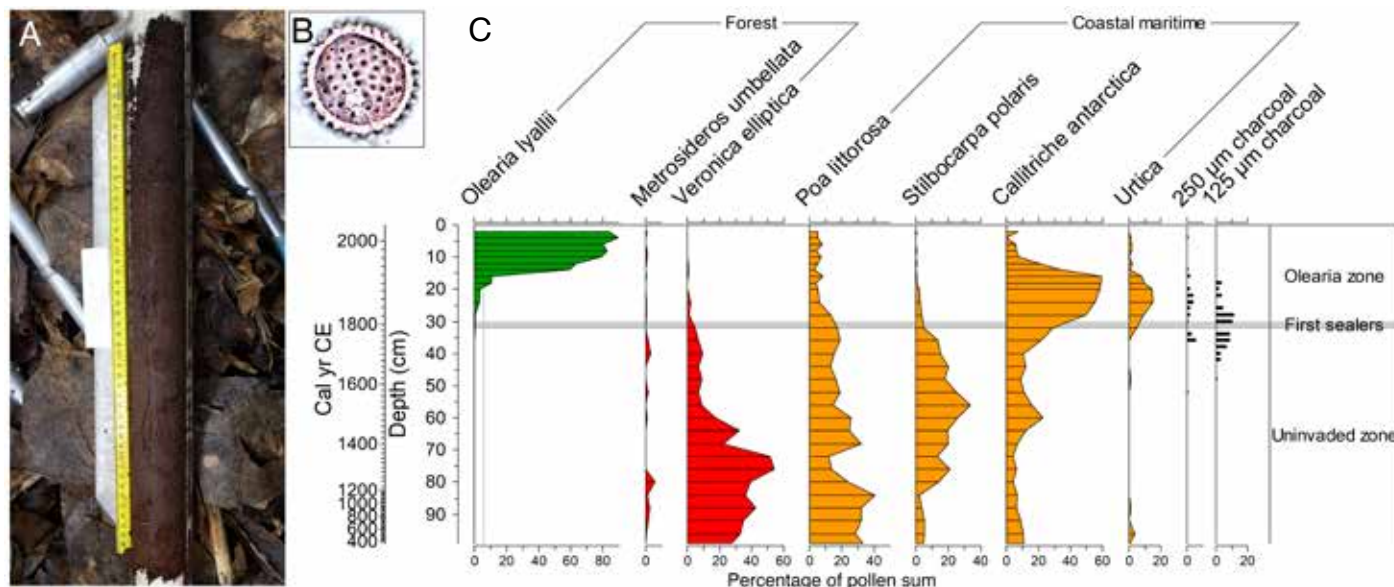 A
B
C
Forest
Coastal maritime
Olearia lyallii
Metrosideros umbellata
Veronica elliptica
Poa littorosa
Stilbocarpa polaris
Callitriche antarctica
Urtica
250 µm charcoal
125 µm charcoal
Cal yr CE
2000
1800
1600
1400
1200
1000
800
600
400
Depth (cm)
0
10
20
30
40
50
60
70
80
90
Olearia zone
First sealers
Uninvaded zone
0 20 40 60 80
0
0 20 40 60
0 20 40
0 20 40
0 20 40 60
0 20
0
0 20
Percentage of pollen sum